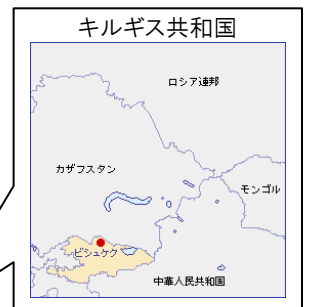 キルギス共和国
ロシア連邦
カザフスタン
モンゴル
ビシュケク
中華人民共和国